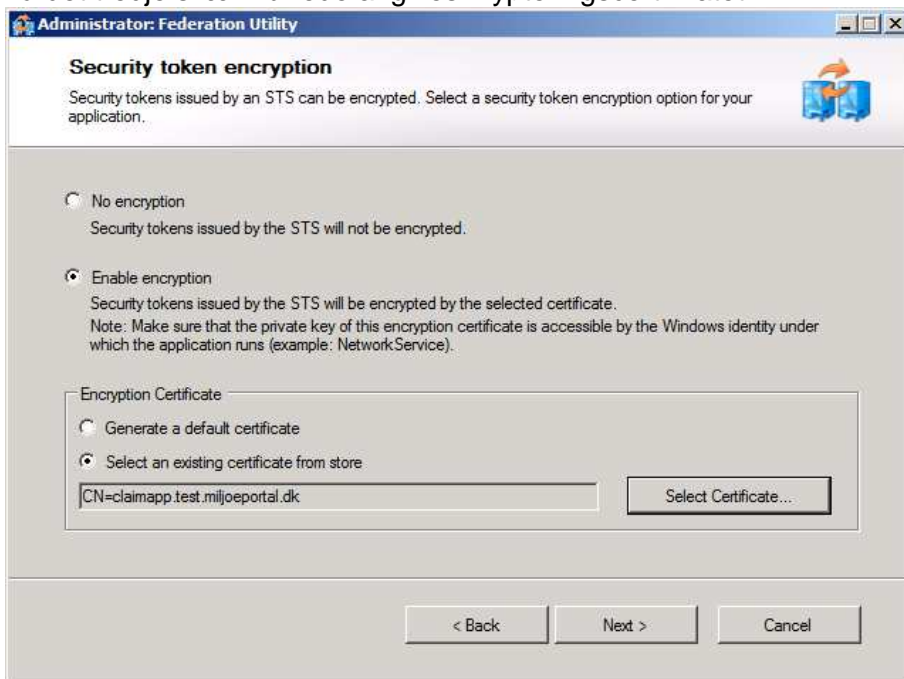 Administrator: Federation Utility
Security token encryption
Security tokens issued by an STS can be encrypted. Select a security token encryption option for your
application.
No encryption
Security tokens issued by the STS will not be encrypted.
Enable encryption
Security tokens issued by the STS will be encrypted by the selected certificate.
Note: Make sure that the private key of this encryption certificate is accessible by the Windows identity under
which the application runs (example: NetworkService).
Encryption Certificate
Generate a default certificate
Select an existing certificate from store
CN=claimapp.test.miljoeportal.dk
Select Certificate...
< Back
Next >
Cancel